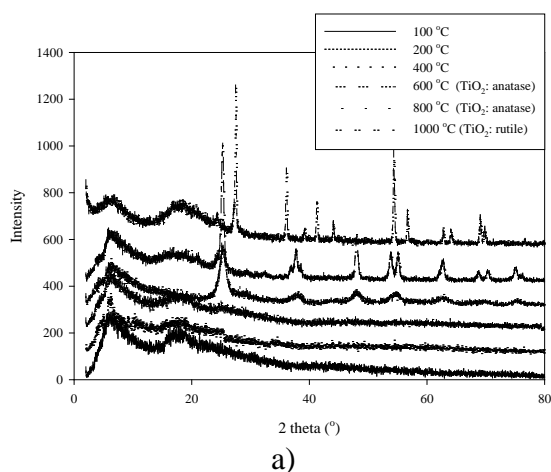 100 °C
200 °C
400 °C
600 °C (TiO₂: anatase)
800 °C (TiO₂: anatase)
1000 °C (TiO₂: rutile)
1400
1200
1000
800
600
400
200
0
Intensity
0 20 40 60 80
2 theta (°)
a)